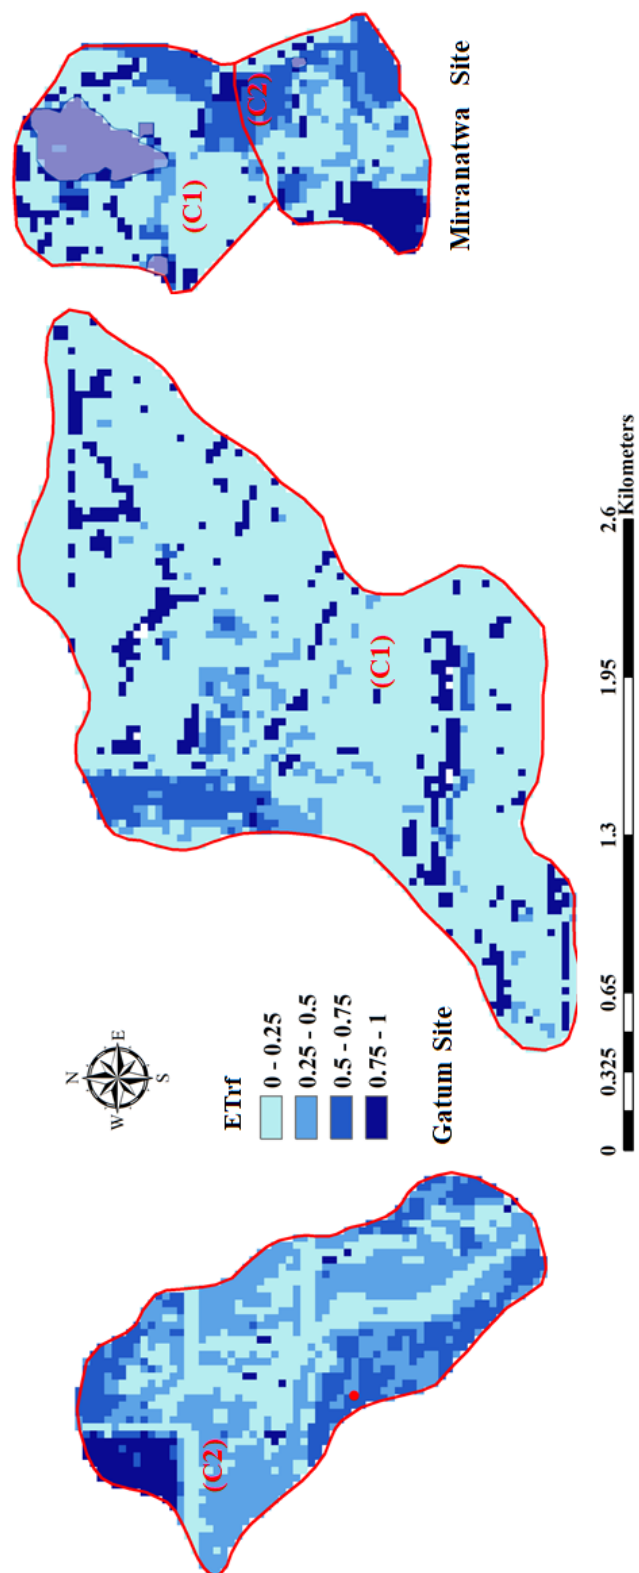 (C2)
Gatum Site
ETrf
0 - 0.25
0.25 - 0.5
0.5 - 0.75
0.75 - 1
N
W
E
S
(C1)
(C1)
(C2)
Mirranatwa Site
0 0.325 0.65 1.3 1.95 2.6
Kilometers